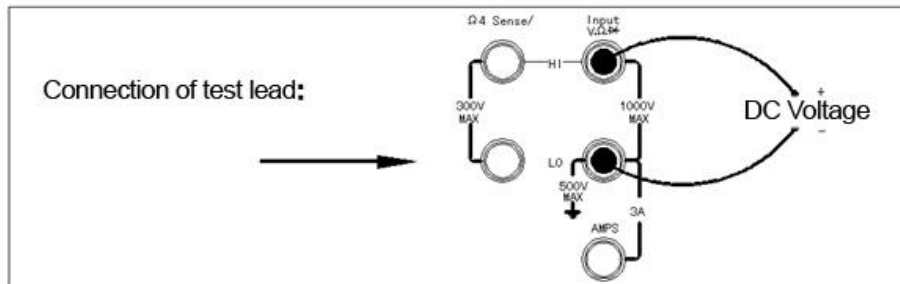 Ω4 Sense/
Input
V.Ω
HI
Connection of test lead:
300V
MAX
1000V
MAX
+
DC Voltage
−
LO
500V
MAX
3A
AMPS